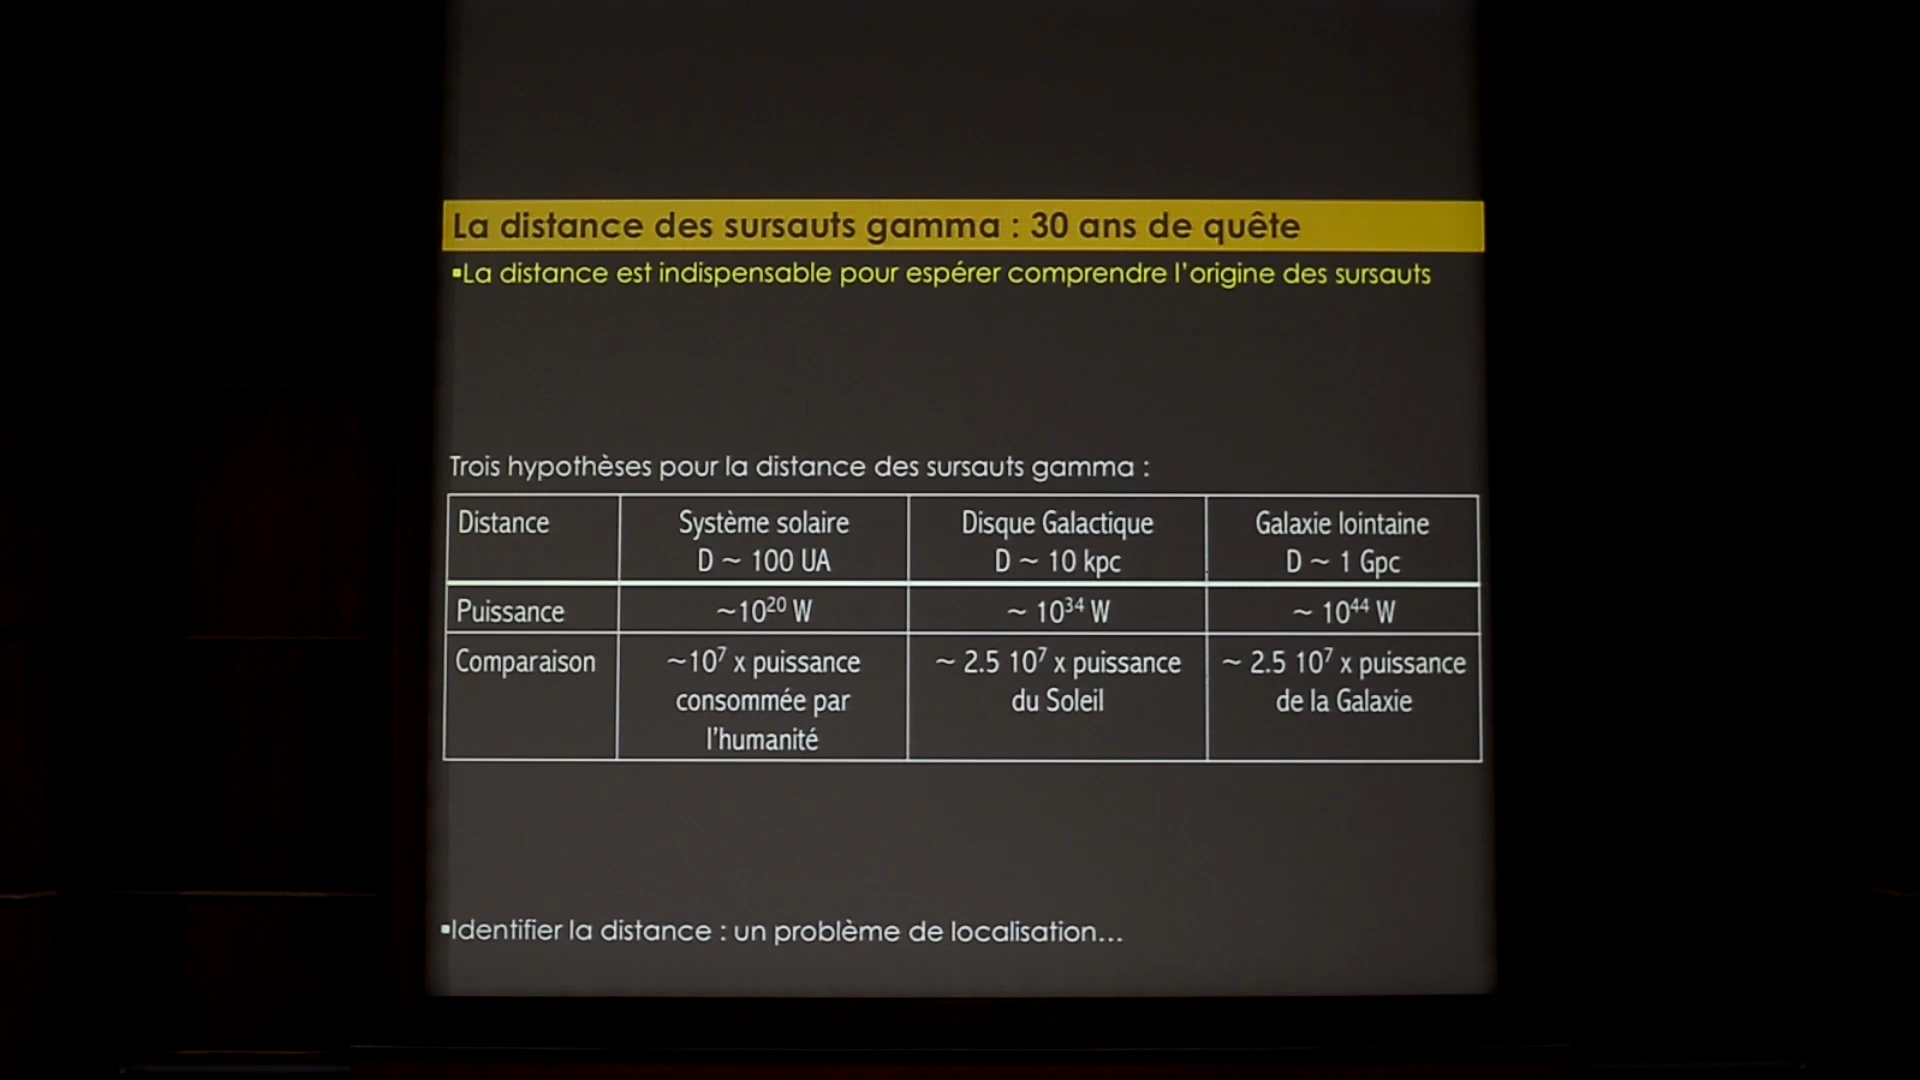 La distance des sursauts gamma : 30 ans de quête
▪La distance est indispensable pour espérer comprendre l'origine des sursauts
Trois hypothèses pour la distance des sursauts gamma :
Distance
Système solaire
D ~ 100 UA
Disque Galactique
D ~ 10 kpc
Galaxie lointaine
D ~ 1 Gpc
Puissance
~10²⁰ W
~ 10³⁴ W
~ 10⁴⁴ W
Comparaison
~10⁷ x puissance
consommée par
l'humanité
~ 2.5 10⁷ x puissance
du Soleil
~ 2.5 10⁷ x puissance
de la Galaxie
▪Identifier la distance : un problème de localisation...